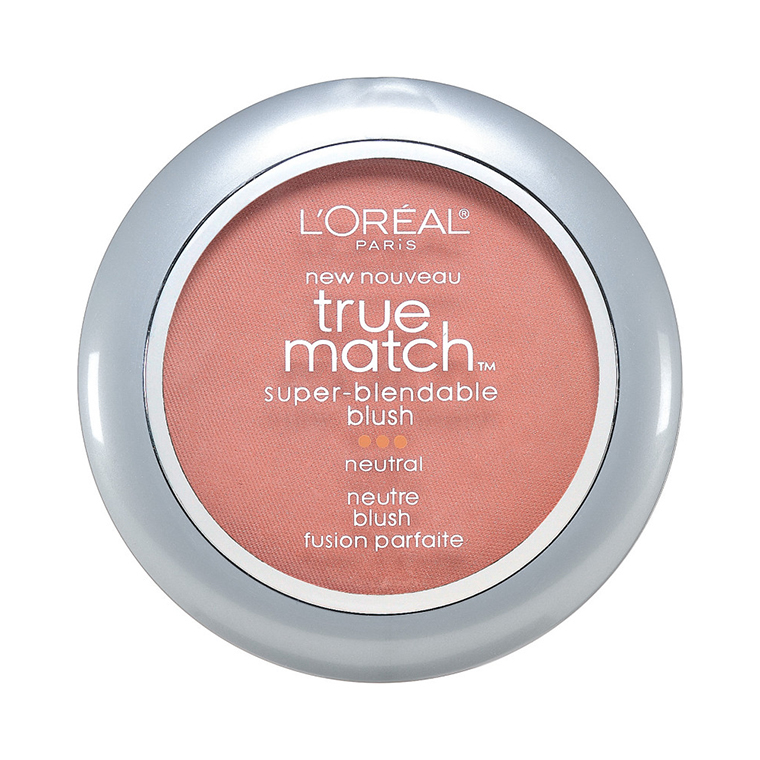 L'ORÉAL®
PARIS
new nouveau
true
match™
super-blendable
blush
neutral
neutre
blush
fusion parfaite